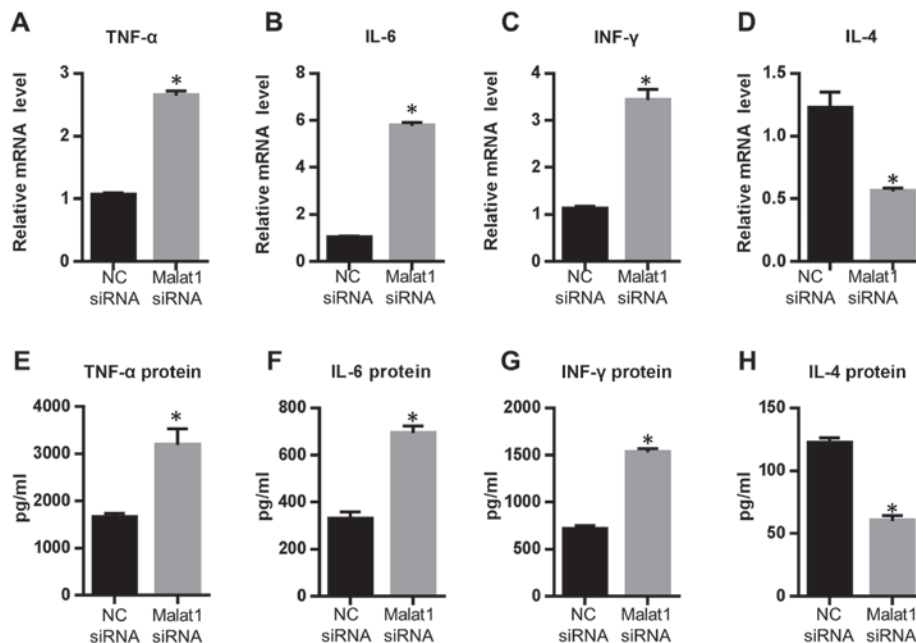 A
TNF-α
Relative mRNA level
3
2
1
0
*
NC
siRNA
Malat1
siRNA
B
IL-6
Relative mRNA level
8
6
4
2
0
*
NC
siRNA
Malat1
siRNA
C
INF-γ
Relative mRNA level
4
3
2
1
0
*
NC
siRNA
Malat1
siRNA
D
IL-4
Relative mRNA level
1.5
1.0
0.5
0.0
*
NC
siRNA
Malat1
siRNA
E
TNF-α protein
pg/ml
4000
3000
2000
1000
0
*
NC
siRNA
Malat1
siRNA
F
IL-6 protein
pg/ml
800
600
400
200
0
*
NC
siRNA
Malat1
siRNA
G
INF-γ protein
pg/ml
2000
1500
1000
500
0
*
NC
siRNA
Malat1
siRNA
H
IL-4 protein
pg/ml
150
100
50
0
*
NC
siRNA
Malat1
siRNA